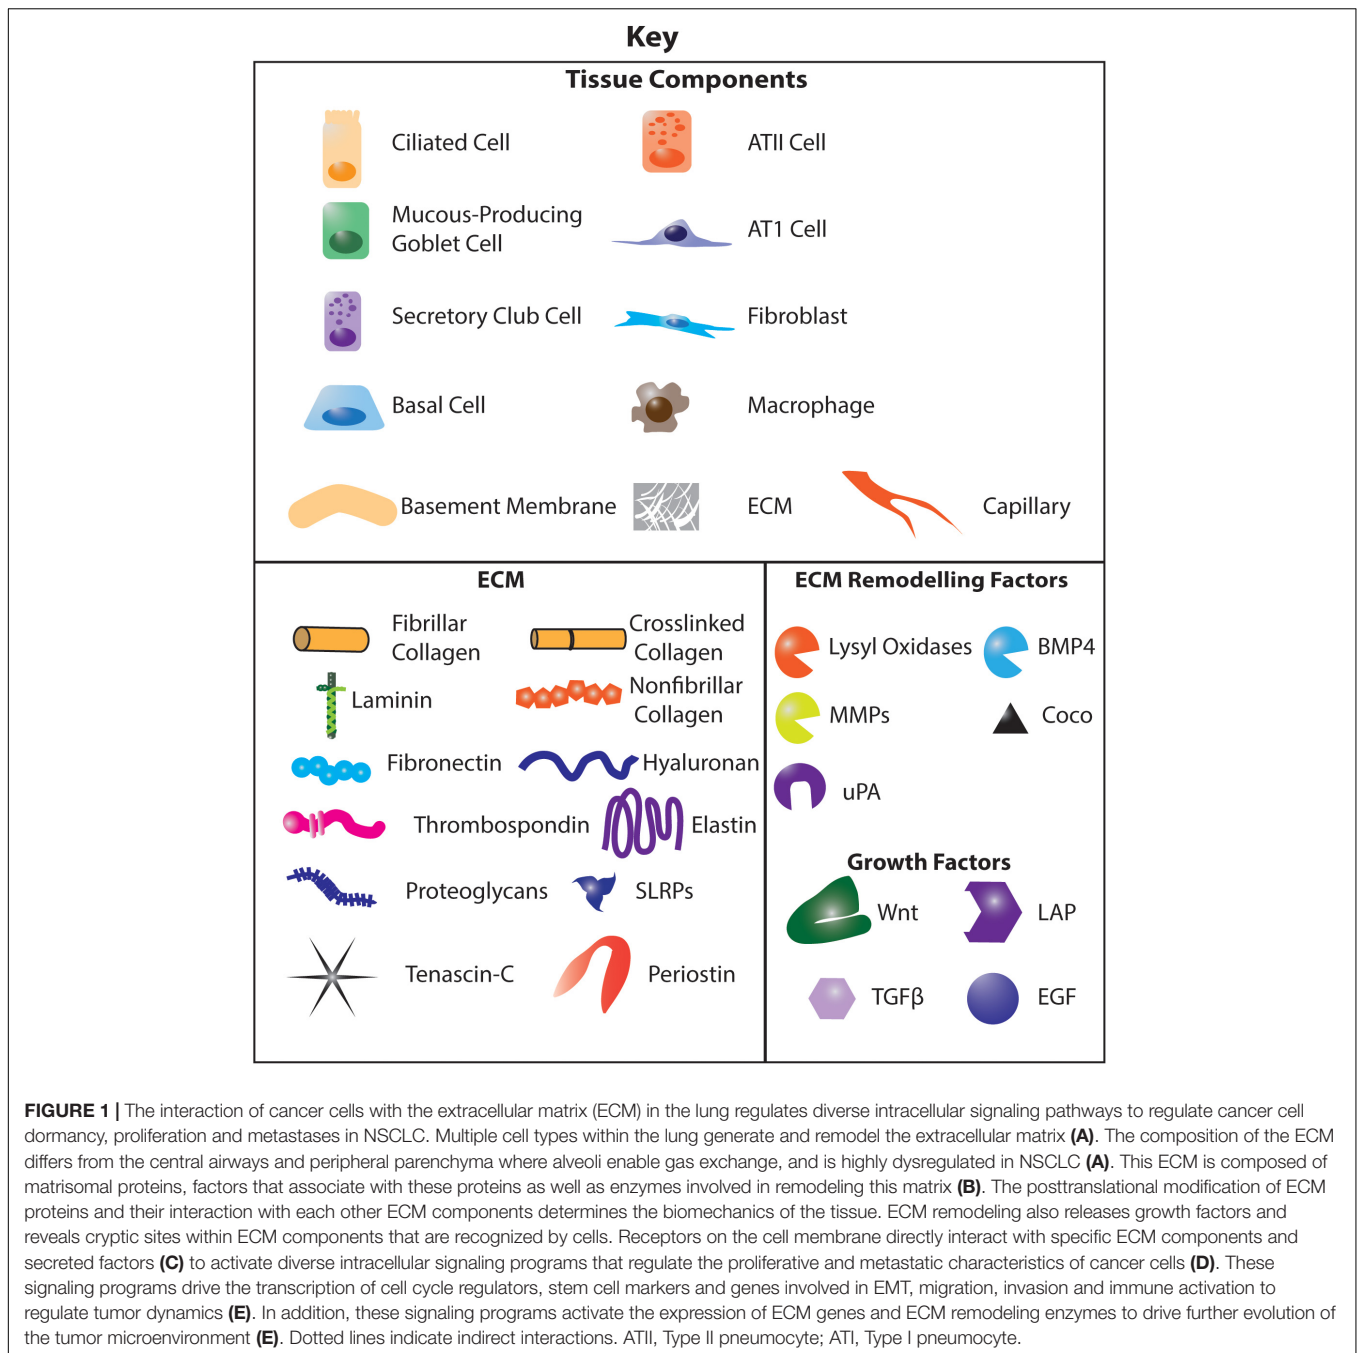 Key
Tissue Components
Ciliated Cell
ATII Cell
Mucous-Producing
Goblet Cell
AT1 Cell
Secretory Club Cell
Fibroblast
Basal Cell
Macrophage
Basement Membrane
ECM
Capillary
ECM
Fibrillar
Collagen
Crosslinked
Collagen
Laminin
Nonfibrillar
Collagen
Fibronectin
Hyaluronan
Thrombospondin
Elastin
Proteoglycans
SLRPs
Tenascin-C
Periostin
ECM Remodelling Factors
Lysyl Oxidases
BMP4
MMPs
Coco
uPA
Growth Factors
Wnt
LAP
TGFβ
EGF
FIGURE 1 | The interaction of cancer cells with the extracellular matrix (ECM) in the lung regulates diverse intracellular signaling pathways to regulate cancer cell
dormancy, proliferation and metastases in NSCLC. Multiple cell types within the lung generate and remodel the extracellular matrix (A). The composition of the ECM
differs from the central airways and peripheral parenchyma where alveoli enable gas exchange, and is highly dysregulated in NSCLC (A). This ECM is composed of
matrisomal proteins, factors that associate with these proteins as well as enzymes involved in remodeling this matrix (B). The posttranslational modification of ECM
proteins and their interaction with each other ECM components determines the biomechanics of the tissue. ECM remodeling also releases growth factors and
reveals cryptic sites within ECM components that are recognized by cells. Receptors on the cell membrane directly interact with specific ECM components and
secreted factors (C) to activate diverse intracellular signaling programs that regulate the proliferative and metastatic characteristics of cancer cells (D). These
signaling programs drive the transcription of cell cycle regulators, stem cell markers and genes involved in EMT, migration, invasion and immune activation to
regulate tumor dynamics (E). In addition, these signaling programs activate the expression of ECM genes and ECM remodeling enzymes to drive further evolution of
the tumor microenvironment (E). Dotted lines indicate indirect interactions. ATII, Type II pneumocyte; ATI, Type I pneumocyte.